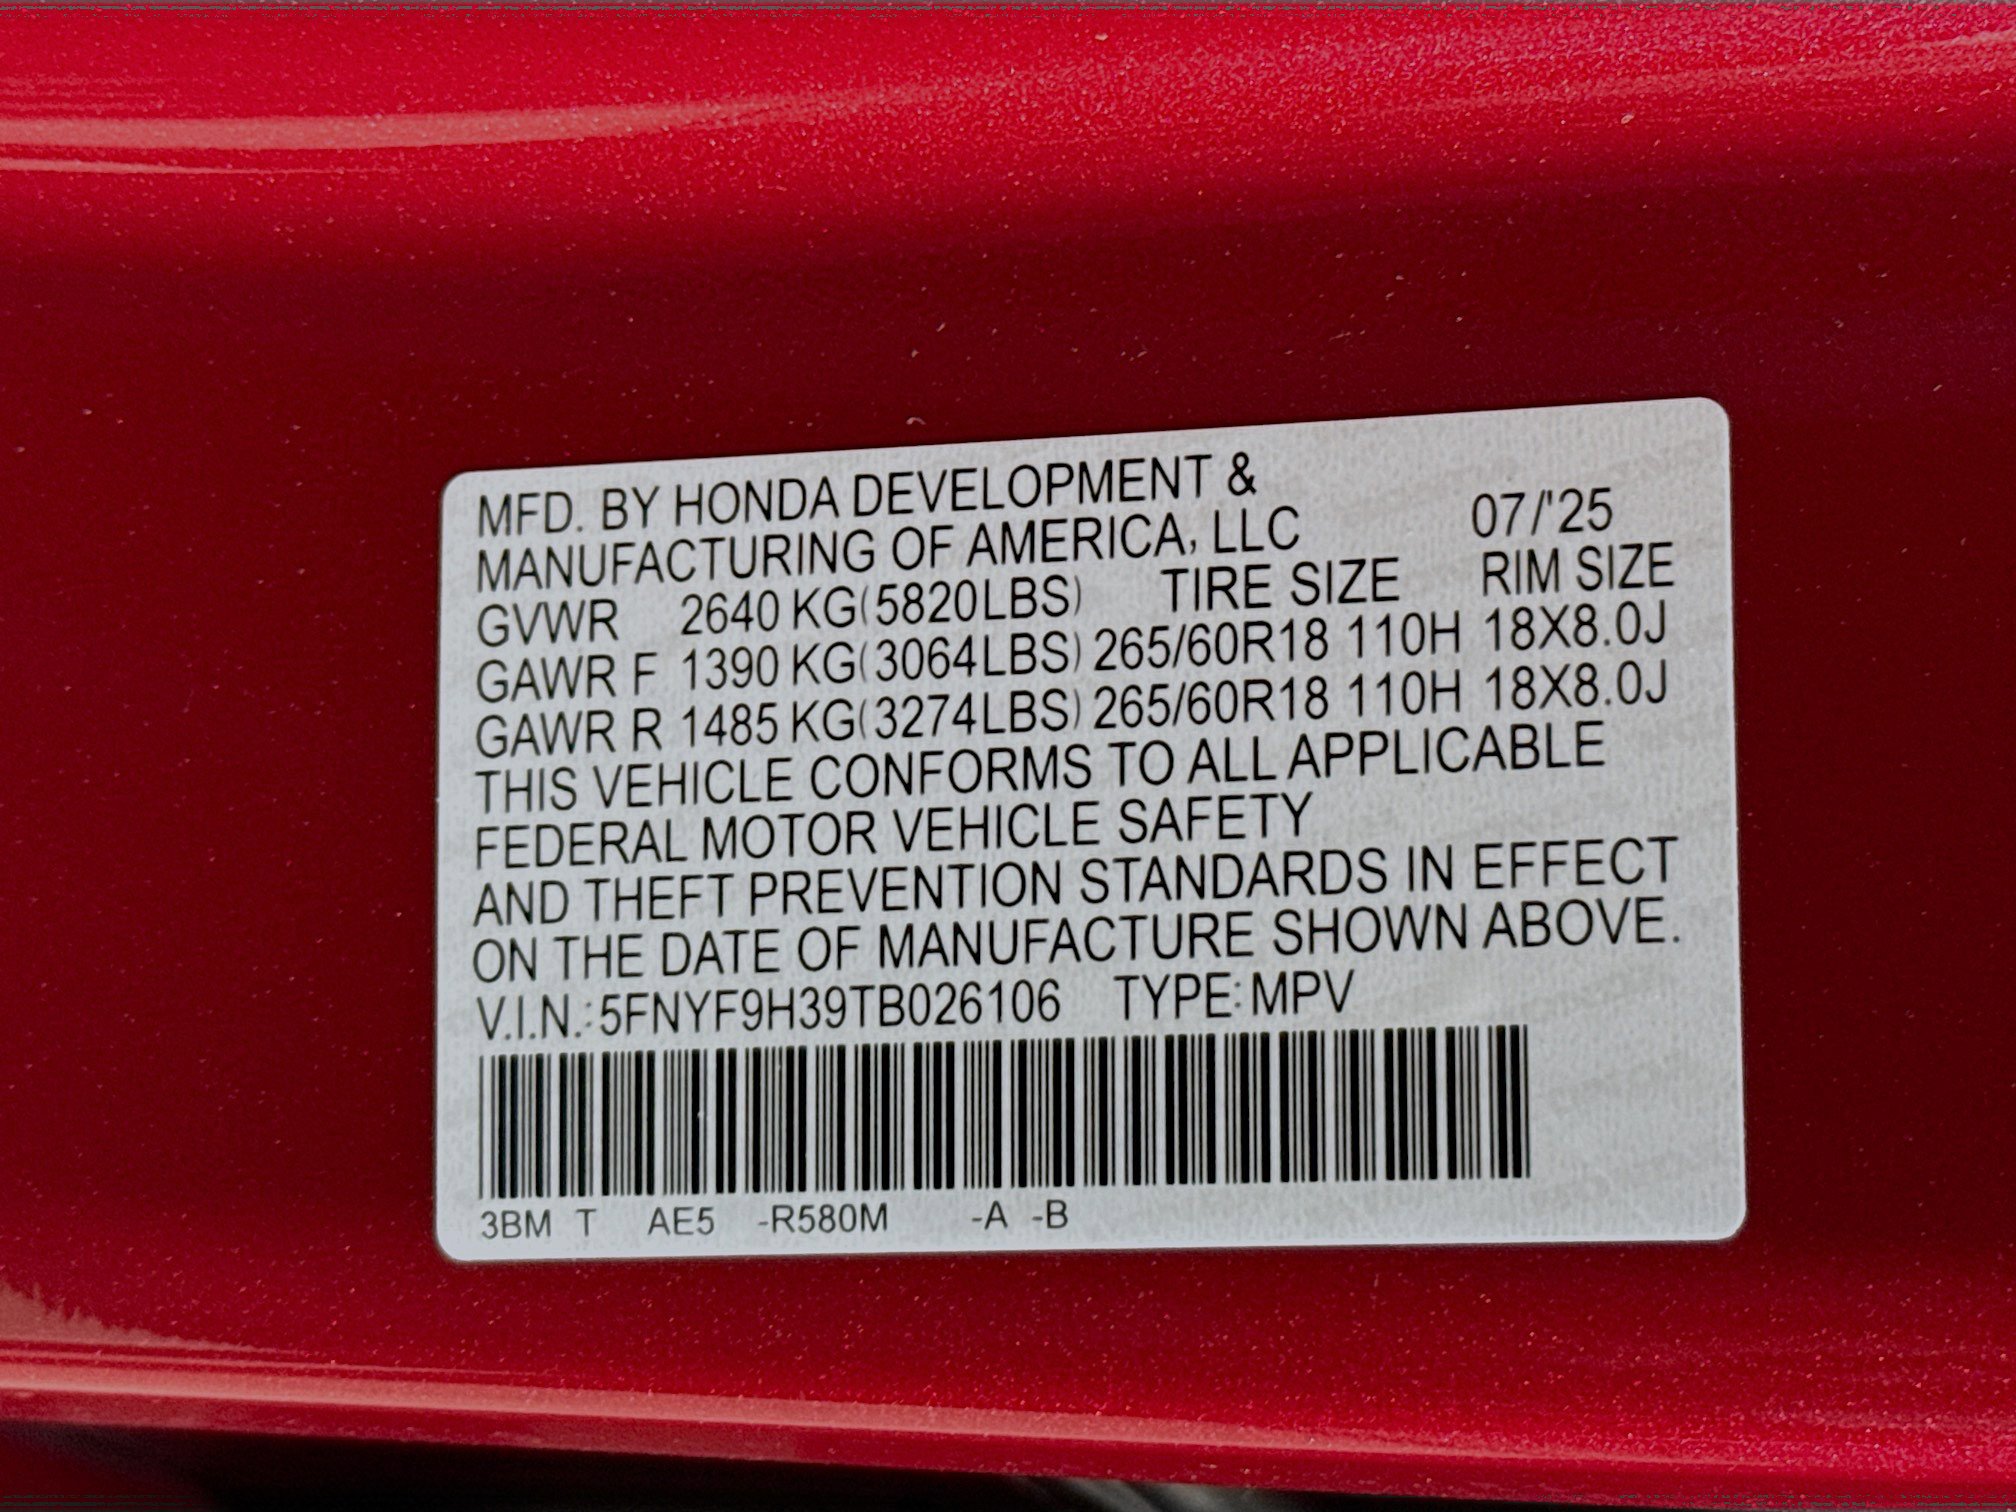 MFD. BY HONDA DEVELOPMENT &
MANUFACTURING OF AMERICA, LLC 07/'25
GVWR 2640 KG(5820LBS) TIRE SIZE RIM SIZE
GAWR F 1390 KG(3064LBS) 265/60R18 110H 18X8.0J
GAWR R 1485 KG(3274LBS) 265/60R18 110H 18X8.0J
THIS VEHICLE CONFORMS TO ALL APPLICABLE
FEDERAL MOTOR VEHICLE SAFETY
AND THEFT PREVENTION STANDARDS IN EFFECT
ON THE DATE OF MANUFACTURE SHOWN ABOVE.
V.I.N.:5FNYF9H39TB026106 TYPE:MPV
3BM T AE5 -R580M -A -B